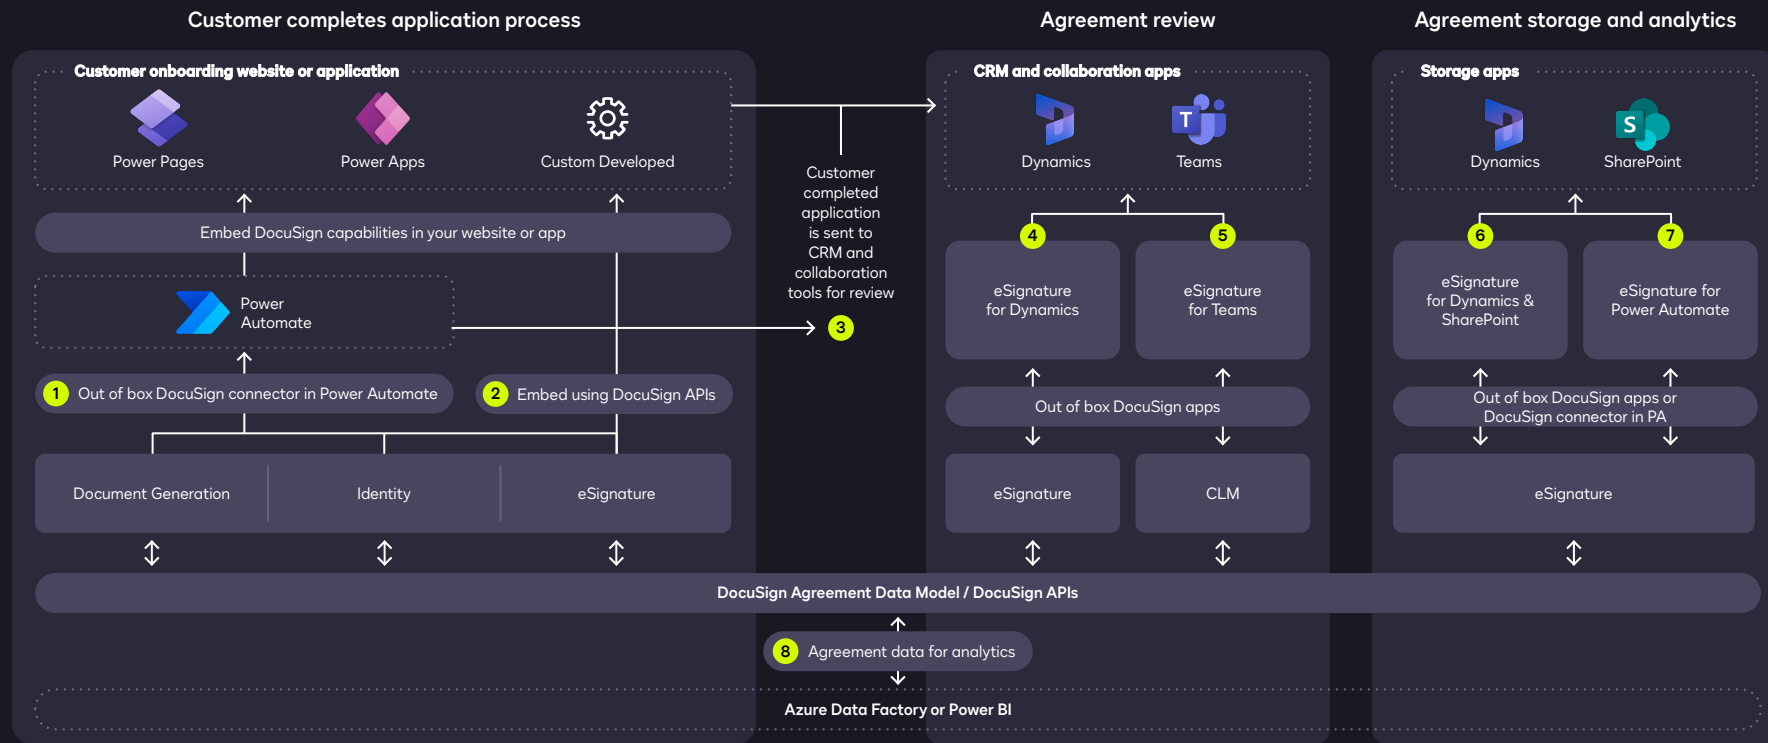 Customer completes application process
Agreement review
Agreement storage and analytics
Customer onboarding website or application
Power Pages
Power Apps
Custom Developed
Embed DocuSign capabilities in your website or app
Power
Automate
1 Out of box DocuSign connector in Power Automate
2 Embed using DocuSign APIs
Document Generation
Identity
eSignature
Customer
completed
application
is sent to
CRM and
collaboration
tools for review
3
CRM and collaboration apps
Dynamics
T
Teams
4
eSignature
for Dynamics
5
eSignature
for Teams
Out of box DocuSign apps
eSignature
CLM
Storage apps
Dynamics
S
SharePoint
6
eSignature
for Dynamics &
SharePoint
7
eSignature for
Power Automate
Out of box DocuSign apps or
DocuSign connector in PA
eSignature
DocuSign Agreement Data Model / DocuSign APIs
8 Agreement data for analytics
Azure Data Factory or Power BI